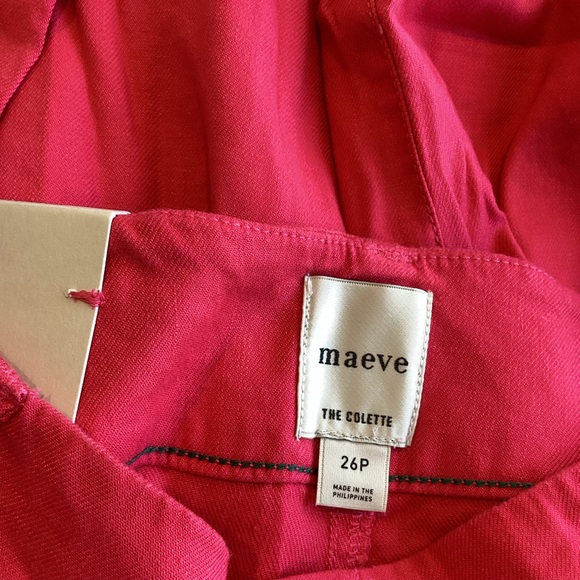 maeve
THE COLETTE
26P
MADE IN THE
PHILIPPINES